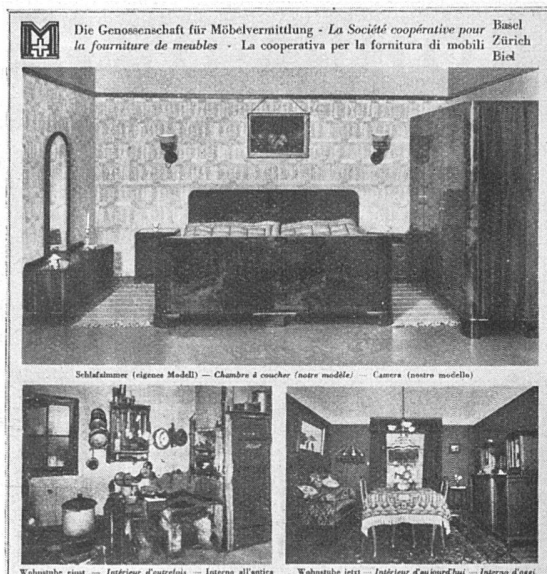 Die Genossenschaft für Möbelvermittlung - La Société coopérative pour
la fourniture de meubles - La cooperativa per la fornitura di mobili
Basel
Zürich
Biel
Schlafzimmer (eigenes Modell) — Chambre à coucher (notre modèle) — Camera (nostro modello)
Wohnstube einst — Intérieur d'autrefois — Interno all'antica
Wohnstube jetzt — Intérieur d'aujourd'hui — Interno d'oggi